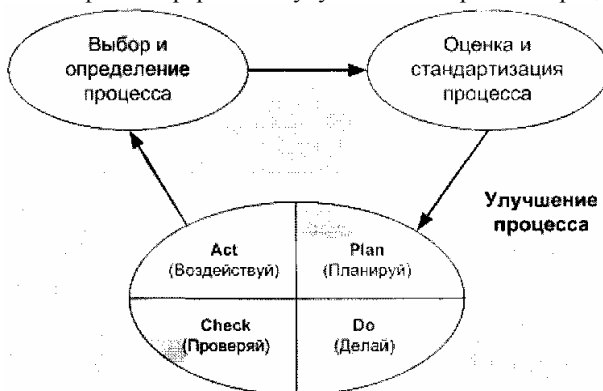 Выбор и
определение
процесса
Оценка и
стандартизация
процесса
Улучшение
процесса
Act
(Воздействуй)
Plan
(Планируй)
Check
(Проверяй)
Do
(Делай)